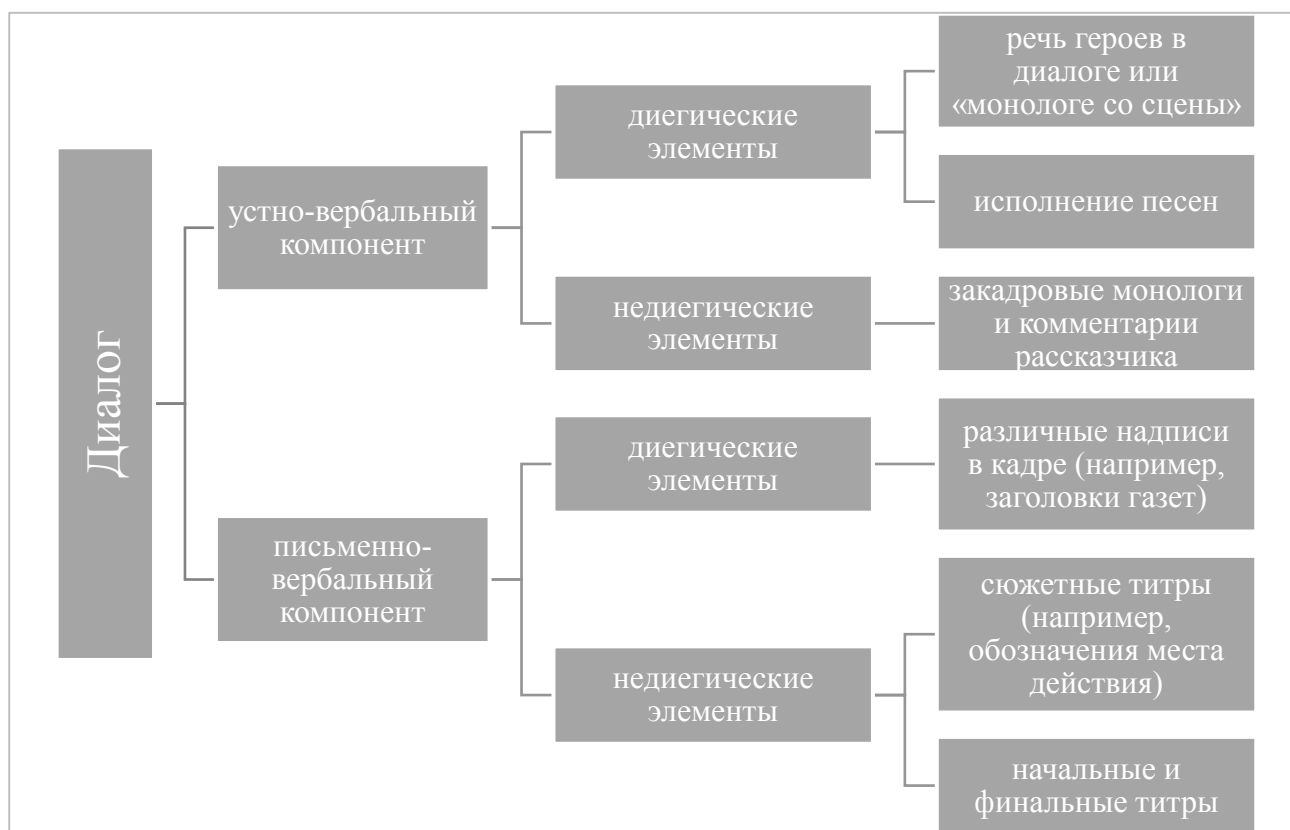 Диалог
устно-вербальный
компонент
диегические
элементы
речь героев в
диалоге или
«монологе со сцены»
исполнение песен
недиегические
элементы
закадровые монологи
и комментарии
рассказчика
письменно-
вербальный
компонент
диегические
элементы
различные надписи
в кадре (например,
заголовки газет)
недиегические
элементы
сюжетные титры
(например,
обозначения места
действия)
начальные и
финальные титры